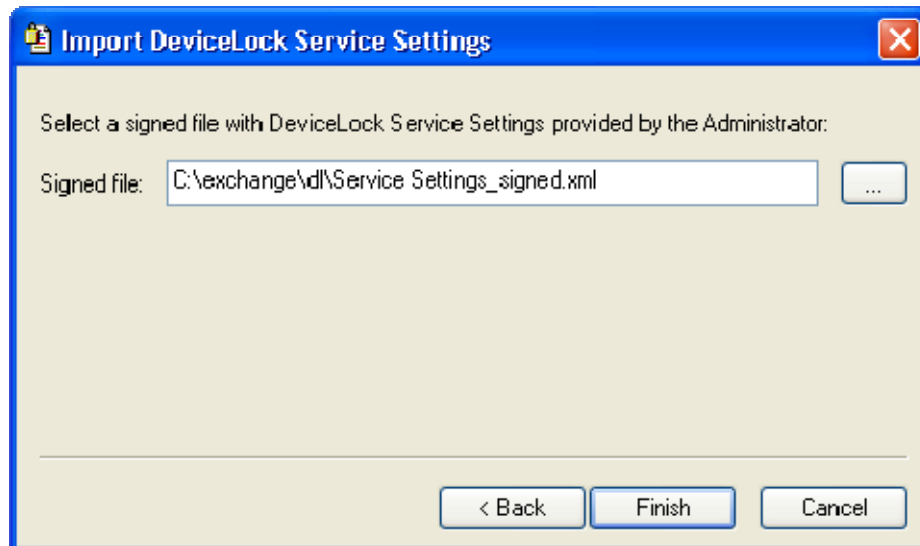 Import DeviceLock Service Settings
Select a signed file with DeviceLock Service Settings provided by the Administrator:
Signed file: C:\exchange\dl\Service Settings_signed.xml ...
< Back Finish Cancel